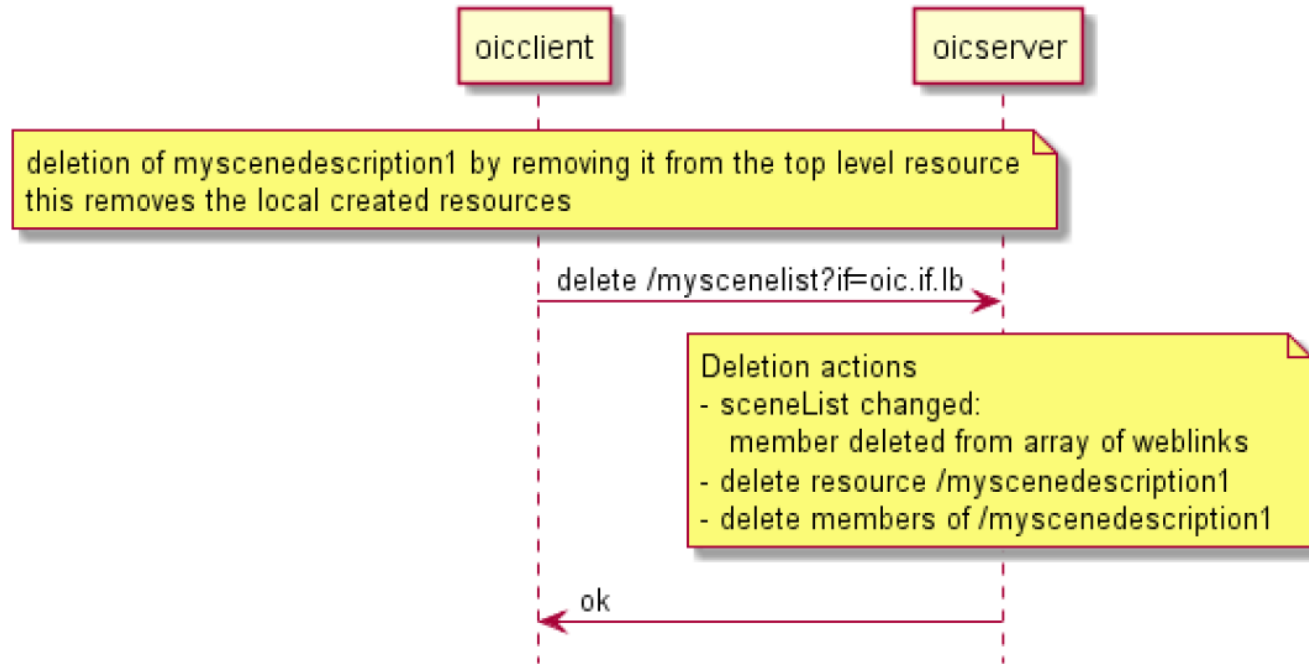 oicclient
oicserver
deletion of myscenedescription1 by removing it from the top level resource
this removes the local created resources
delete /myscenelist?if=oic.if.lb
Deletion actions
- sceneList changed:
member deleted from array of weblinks
- delete resource /myscenedescription1
- delete members of /myscenedescription1
ok